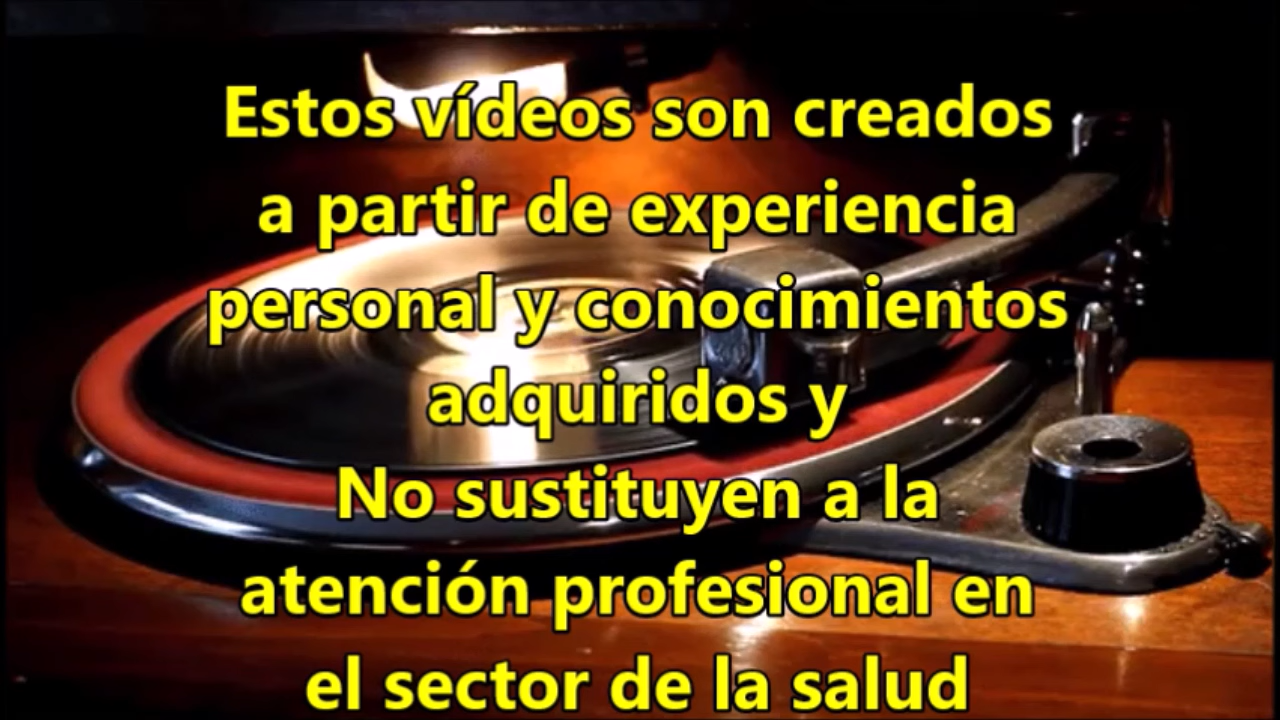 Estos vídeos son creados
a partir de experiencia
personal y conocimientos
adquiridos y
No sustituyen a la
atención profesional en
el sector de la salud